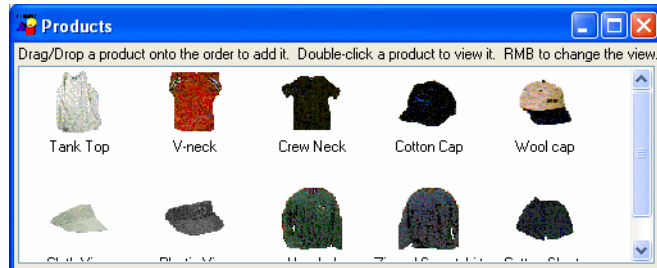 Products
Drag/Drop a product onto the order to add it. Double-click a product to view it. RMB to change the view.
Tank Top V-neck Crew Neck Cotton Cap Wool cap